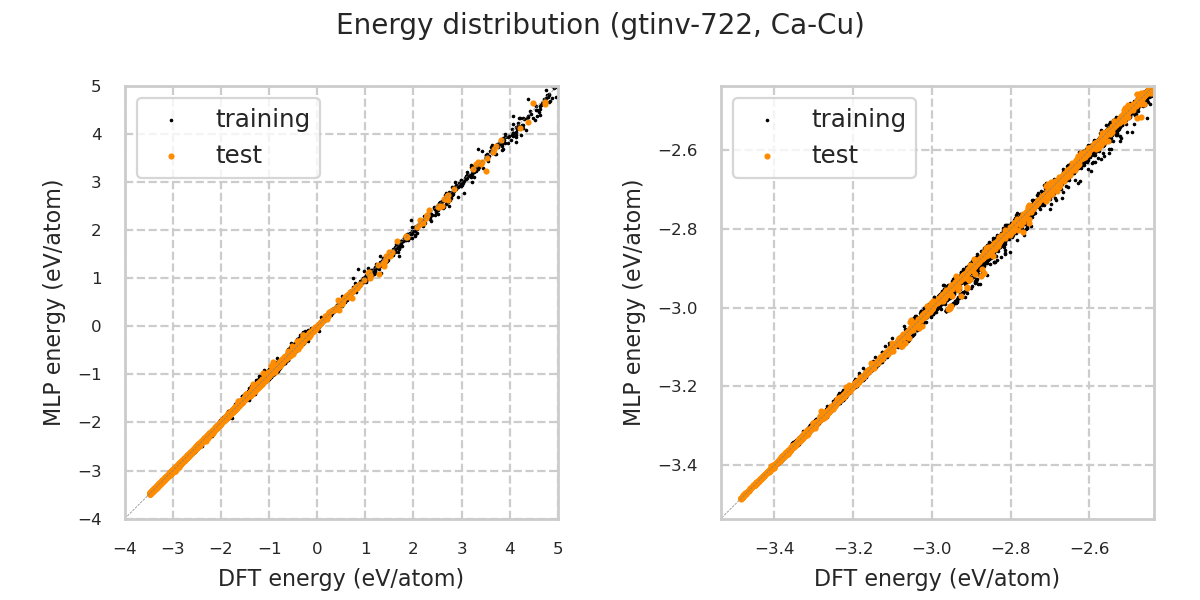 Energy distribution (gtinv-722, Ca-Cu)
training
test
5
4
3
2
1
0
−1
−2
−3
−4
−4 −3 −2 −1 0 1 2 3 4 5
MLP energy (eV/atom)
DFT energy (eV/atom)
training
test
−2.6
−2.8
−3.0
−3.2
−3.4
−3.4 −3.2 −3.0 −2.8 −2.6
MLP energy (eV/atom)
DFT energy (eV/atom)